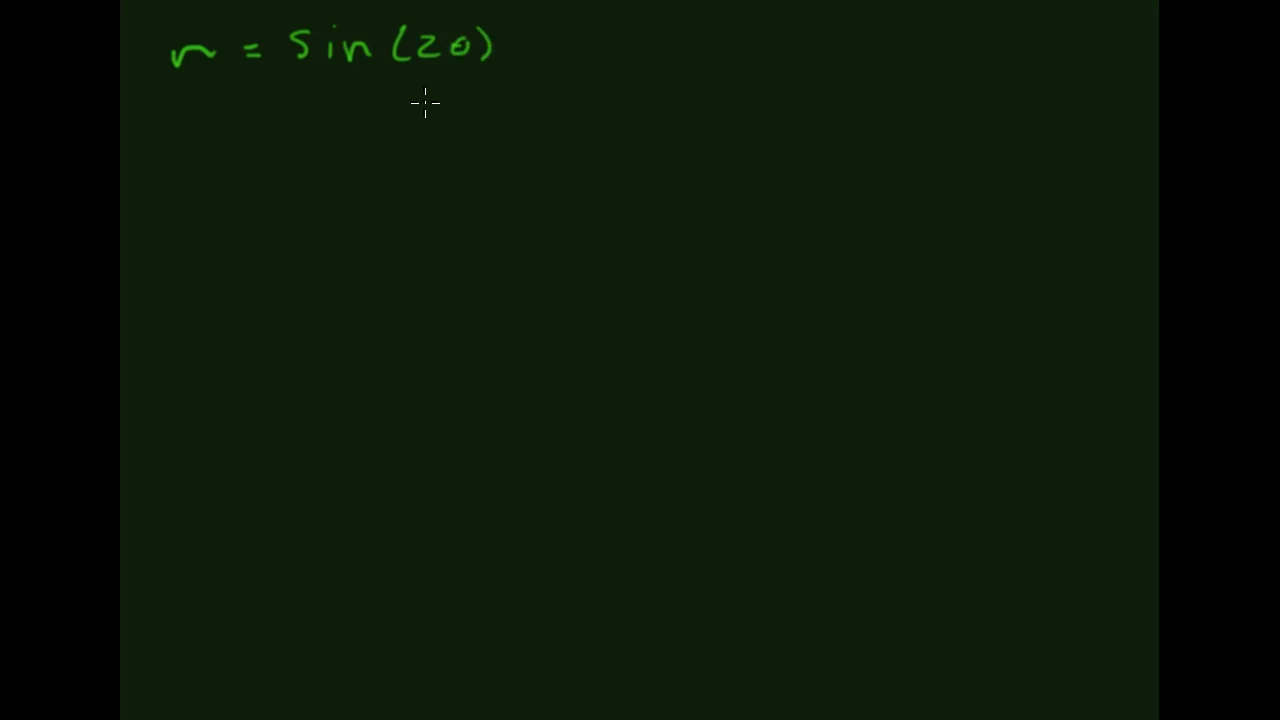 r = sin(2θ)